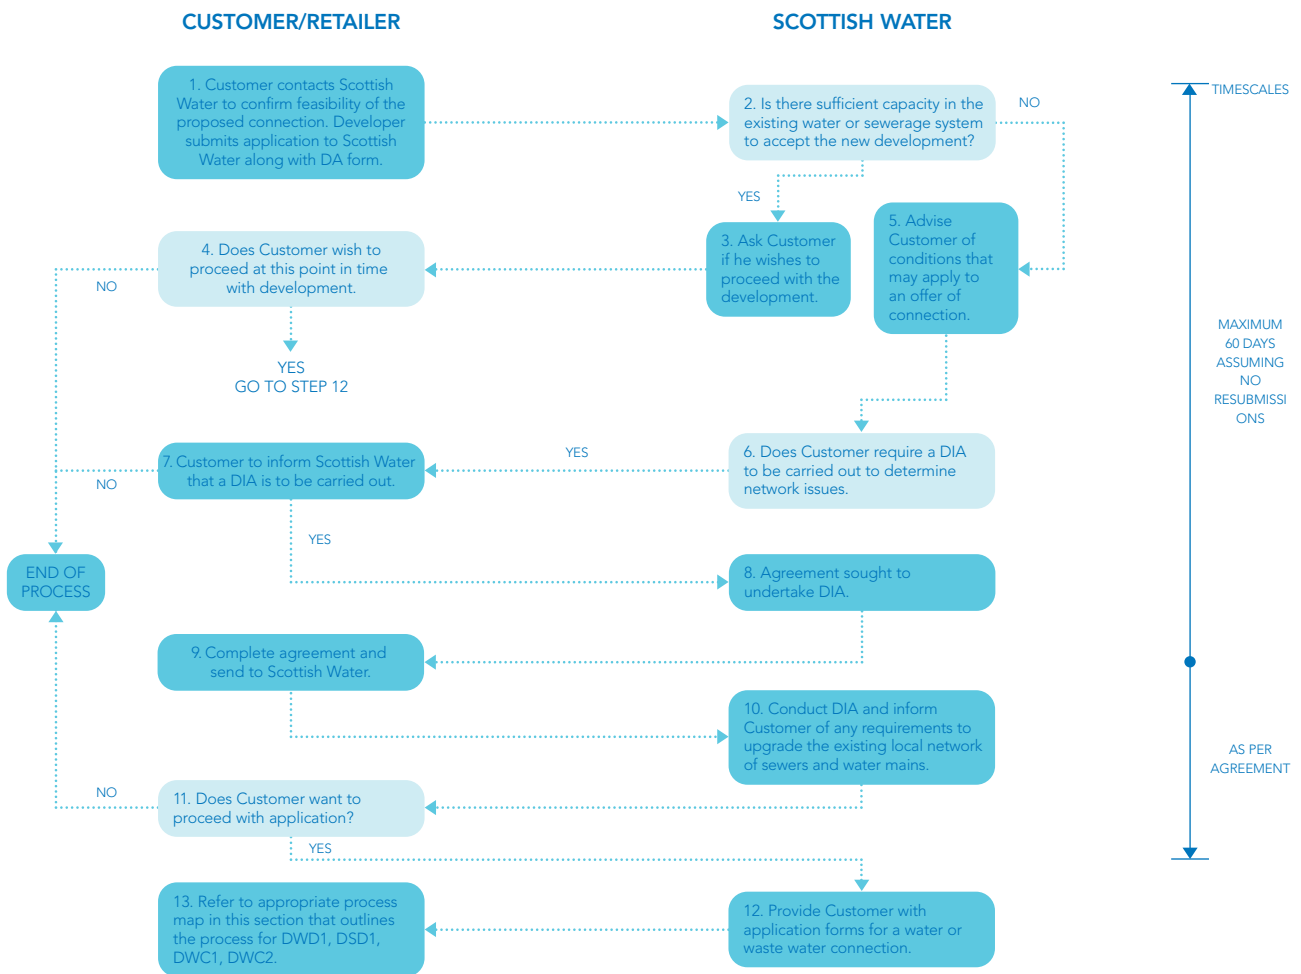 CUSTOMER/RETAILER
SCOTTISH WATER
1. Customer contacts Scottish
Water to confirm feasibility of the
proposed connection. Developer
submits application to Scottish
Water along with DA form.
2. Is there sufficient capacity in the
existing water or sewerage system
to accept the new development?
NO
TIMESCALES
YES
3. Ask Customer
if he wishes to
proceed with the
development.
5. Advise
Customer of
conditions that
may apply to
an offer of
connection.
4. Does Customer wish to
proceed at this point in time
with development.
NO
YES
GO TO STEP 12
MAXIMUM
60 DAYS
ASSUMING
NO
RESUBMISSI
ONS
6. Does Customer require a DIA
to be carried out to determine
network issues.
YES
7. Customer to inform Scottish Water
that a DIA is to be carried out.
NO
YES
END OF
PROCESS
8. Agreement sought to
undertake DIA.
9. Complete agreement and
send to Scottish Water.
10. Conduct DIA and inform
Customer of any requirements to
upgrade the existing local network
of sewers and water mains.
AS PER
AGREEMENT
NO
11. Does Customer want to
proceed with application?
YES
12. Provide Customer with
application forms for a water or
waste water connection.
13. Refer to appropriate process
map in this section that outlines
the process for DWD1, DSD1,
DWC1, DWC2.